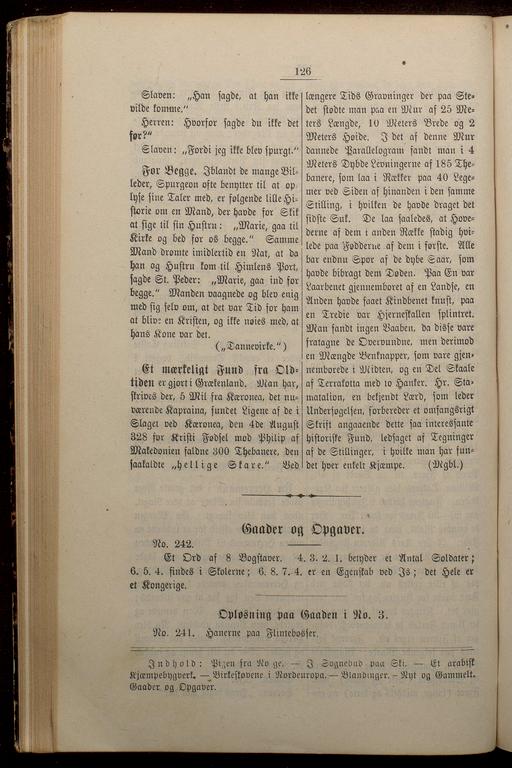 126
Slaven: „Han sagde, at han ikke
vilde komme.“
Herren: Hvorfor sagde du ikke det
før?“
Slaven: „Fordi jeg ikke blev spurgt.“
For Begge. Iblandt de mange Bil-
leder, Spurgeon ofte benytter til at op-
lyse sine Taler med, er følgende lille Hi-
storie om en Mand, der havde for Skik
at sige til sin Hustru: „Marie, gaa til
Kirke og bed for os begge.“ Samme
Mand drømte imidlertid en Nat, at da
han og Hustru kom til Himlens Port,
sagde St. Peder: „Marie, gaa ind for
begge.“ Manden vaagnede og blev enig
med sig selv om, at det var Tid for ham
at bliv: en Kristen, og ikke nøies med, at
hans Kone var det.
(„Dannevirke.“)
Et mærkeligt Fund fra Old-
tiden er gjort i Grækenland. Man har,
skrives der, 5 Mil fra Kæronea, det nu-
værende Kapraina, fundet Ligene af de i
Slaget ved Kæronea, den 4de August
328 før Kristi Fødsel mod Philip af
Makedonien faldne 300 Thebanere, den
saakaldte „hellige Skare.“ Ved
længere Tids Gravninger der paa Ste-
det stødte man paa en Mur af 25 Me-
ters Længde, 10 Meters Brede og 2
Meters Høide. I det af denne Mur
dannede Parallelogram fandt man i 4
Meters Dybde Levningerne af 185 The-
banere, som laa i Rækker paa 40 Lege-
mer ved Siden af hinanden i den samme
Stilling, i hvilken de havde draget det
sidste Suk. De laa saaledes, at Hove-
derne af dem i anden Række stadig hvi-
lede paa Fødderne af dem i første. Alle
bar endnu Spor af de dybe Saar, som
havde bibragt dem Døden. Paa En var
Laarbenet gjennemboret af en Landse, en
Anden havde faaet Kindbenet knust, paa
en Tredie var Hjerneskallen splintret.
Man fandt ingen Vaaben, da disse vare
fratagne de Overvundne, men derimod
en Mængde Benknapper, som vare gjen-
nemborede i Midten, og en Del Skaale
af Terrakotta med to Hanker. Hr. Sta-
matalion, en bekjendt Lærd, som leder
Undersøgelsen, forbereder et omfangsrigt
Skrift angaaende dette saa interessante
historiske Fund, ledsaget af Tegninger
af de Stillinger, i hvilke man har fun-
det hver enkelt Kjæmpe. (Mgbl.)
Gaader og Opgaver.
No. 242.
Et Ord af 8 Bogstaver. 4. 3. 2. 1. betyder et Antal Soldater;
6. 5. 4. findes i Skolerne; 6. 8. 7. 4. er en Egenskab ved Is; det Hele er
et Kongerige.
Opløsning paa Gaaden i No. 3.
No. 241. Hanerne paa Flintebøsser.
Indhold: Pigen fra No ge. — I Sognebud paa Ski. — Et arabisk
Kjæmpebygverk. — Birkeskovene i Nordeuropa. — Blandinger. — Nyt og Gammelt.
Gaader og Opgaver.